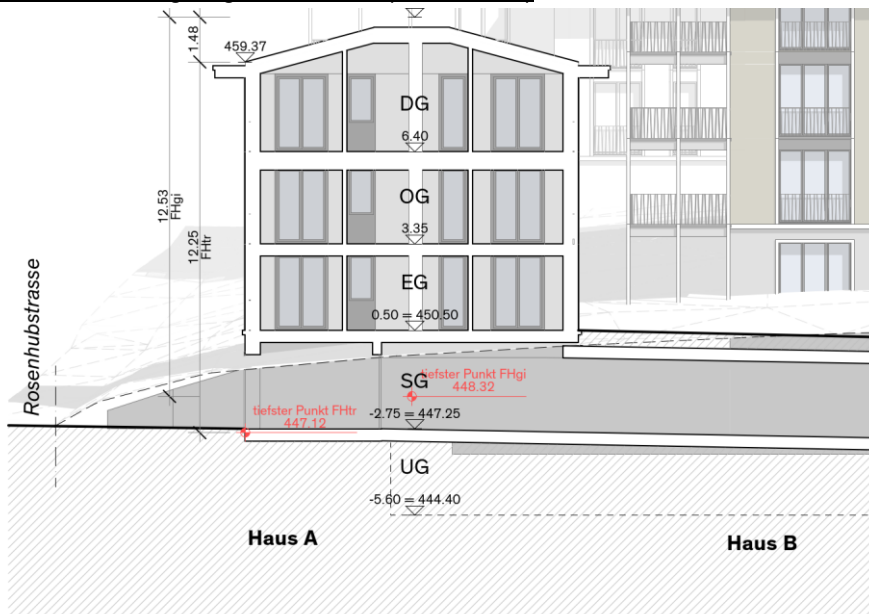 1.48
459.37
DG
6.40
12.53
FHgi
OG
12.25
FHtr
3.35
EG
0.50 = 450.50
Rosenhubstrasse
tiefster Punkt FHgi
448.32
SG
tiefster Punkt FHtr
447.12
-2.75 = 447.25
UG
-5.60 = 444.40
Haus A
Haus B